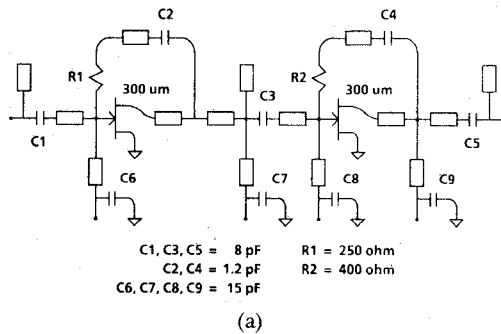 C2
C4
R1
300 um
R2
300 um
C1
C3
C5
C6
C7
C8
C9
C1, C3, C5 = 8 pF
R1 = 250 ohm
C2, C4 = 1.2 pF
R2 = 400 ohm
C6, C7, C8, C9 = 15 pF
(a)